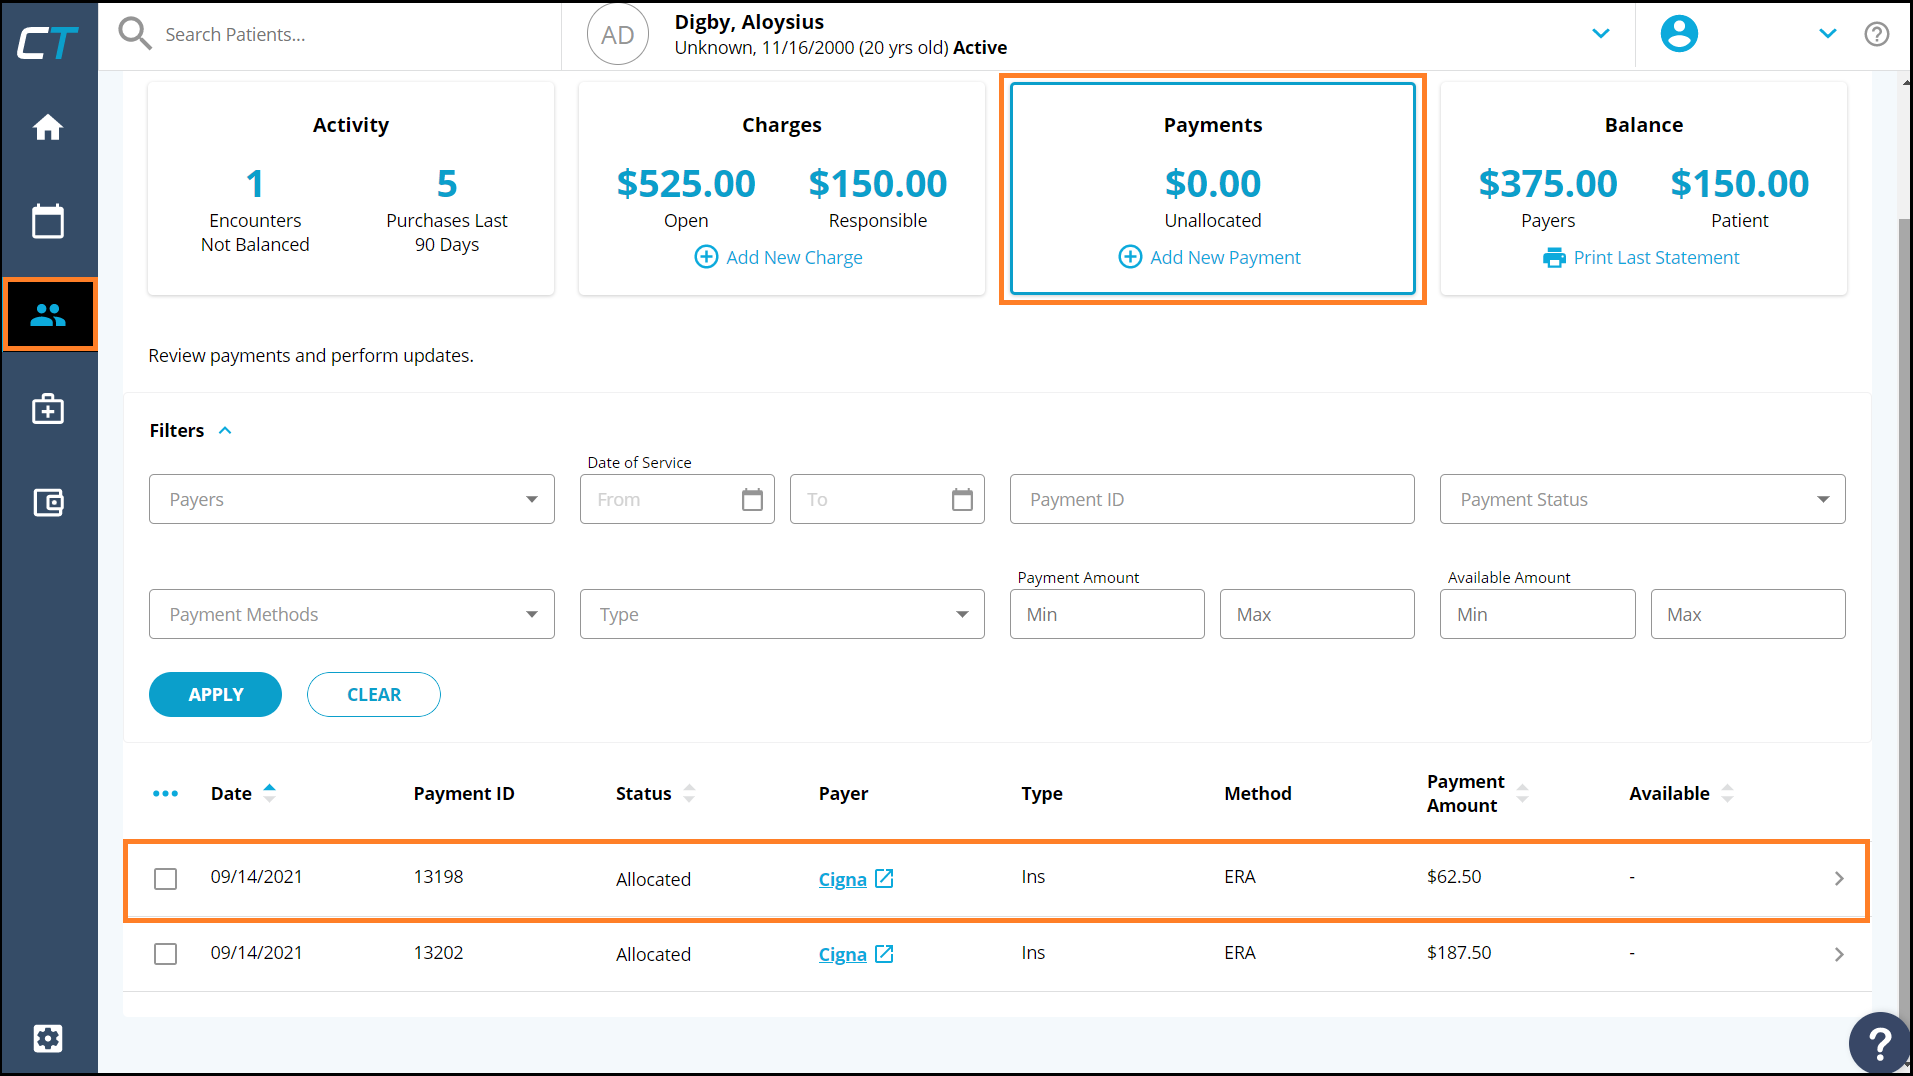 CT
Search Patients...
AD
Digby, Aloysius
Unknown, 11/16/2000 (20 yrs old) Active
?
Activity
1
Encounters
Not Balanced
5
Purchases Last
90 Days
Charges
$525.00
Open
$150.00
Responsible
Add New Charge
Payments
$0.00
Unallocated
Add New Payment
Balance
$375.00
Payers
$150.00
Patient
Print Last Statement
Review payments and perform updates.
Filters
Payers
Date of Service
From
To
Payment ID
Payment Status
Payment Methods
Type
Payment Amount
Min
Max
Available Amount
Min
Max
APPLY
CLEAR
Date
Payment ID
Status
Payer
Type
Method
Payment
Amount
Available
09/14/2021 13198 Allocated Cigna Ins ERA $62.50 -
09/14/2021 13202 Allocated Cigna Ins ERA $187.50 -
?